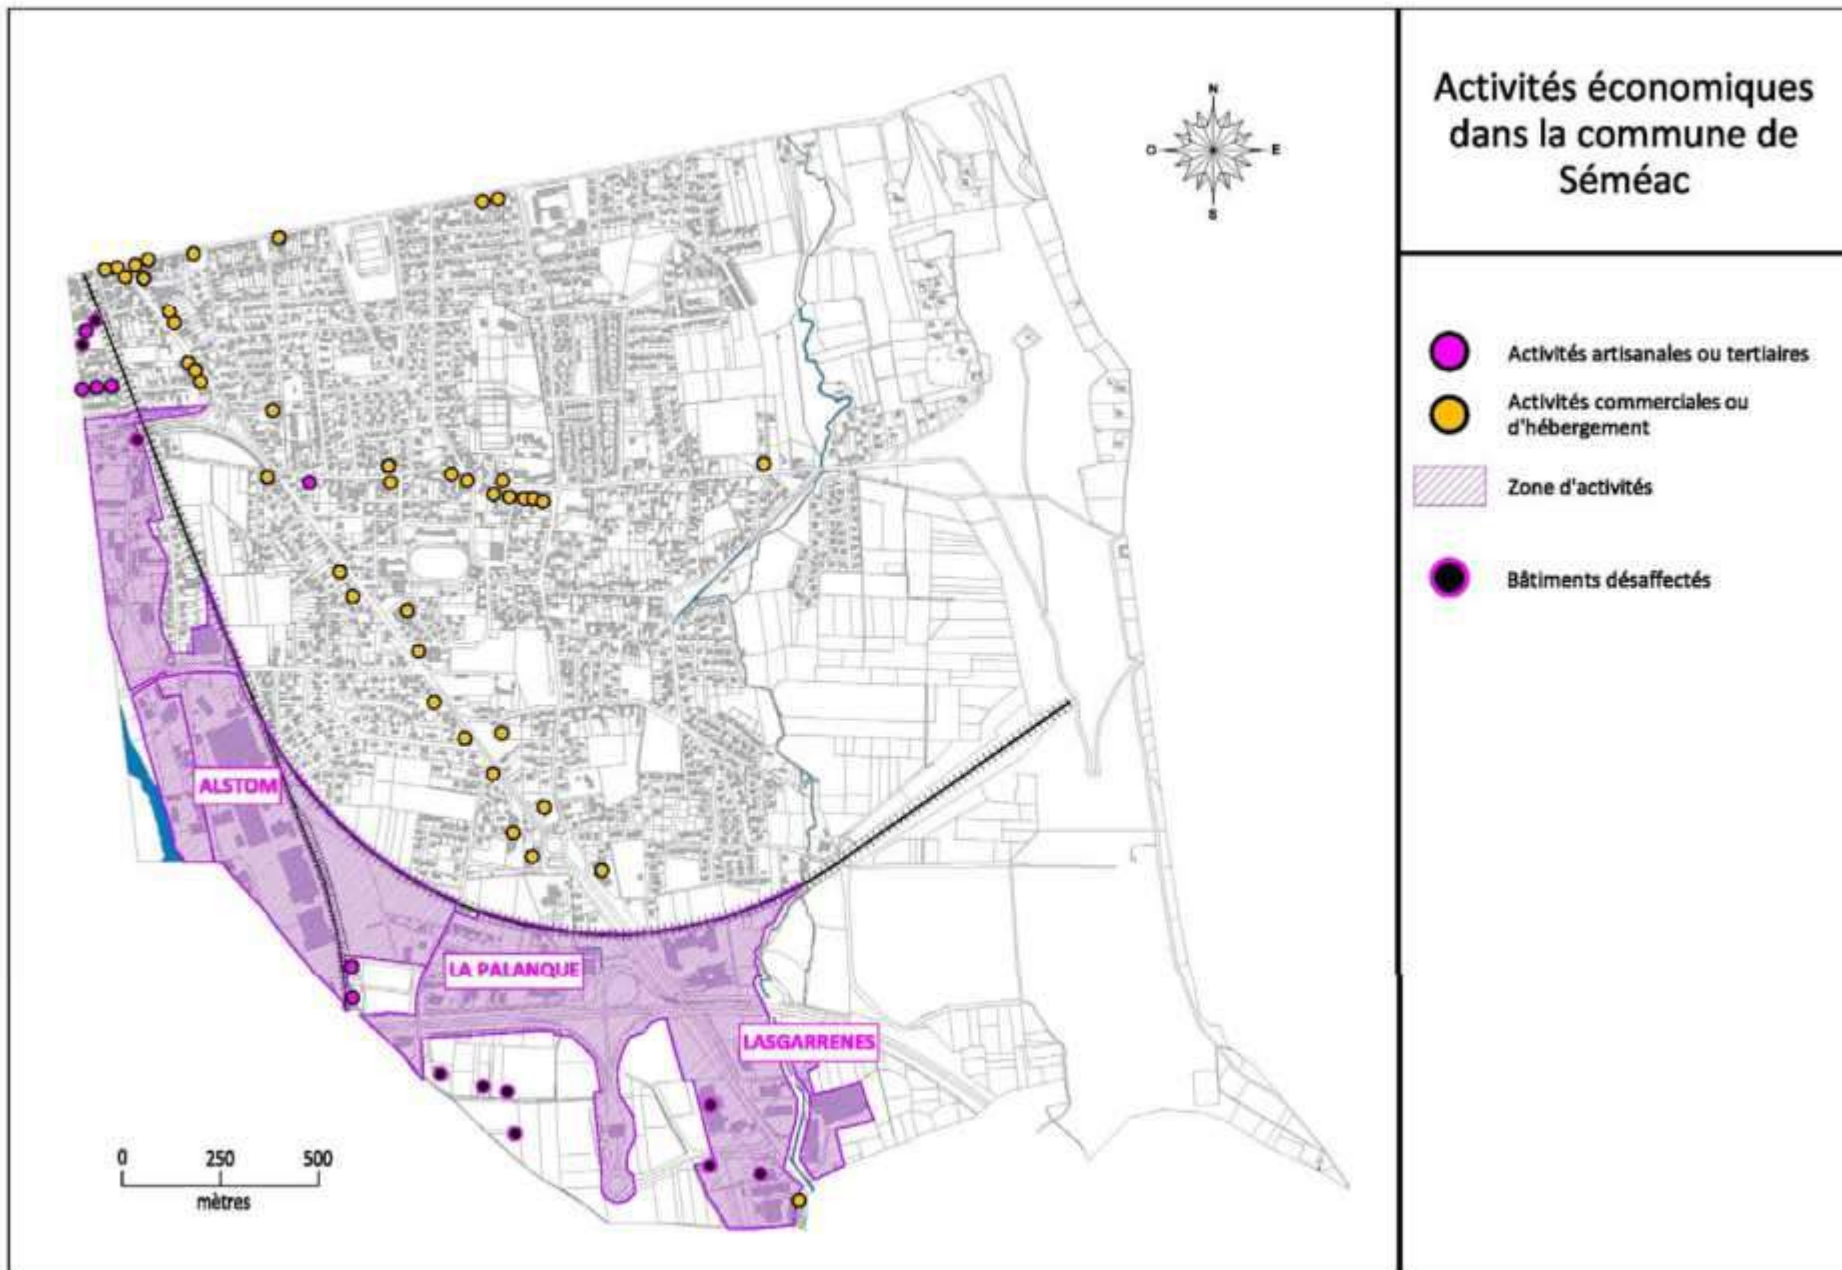 Activités économiques
dans la commune de
Séméac
N
O
E
S
Activités artisanales ou tertiaires
Activités commerciales ou
d'hébergement
Zone d'activités
Bâtiments désaffectés
ALSTOM
LA PALANQUE
LASGARRENES
0 250 500
mètres